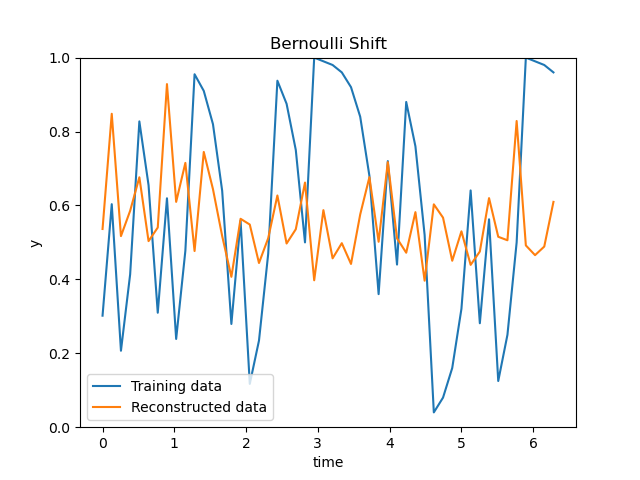 Bernoulli Shift
1.0
0.8
0.6
0.4
0.2
0.0
y
Training data
Reconstructed data
0 1 2 3 4 5 6
time